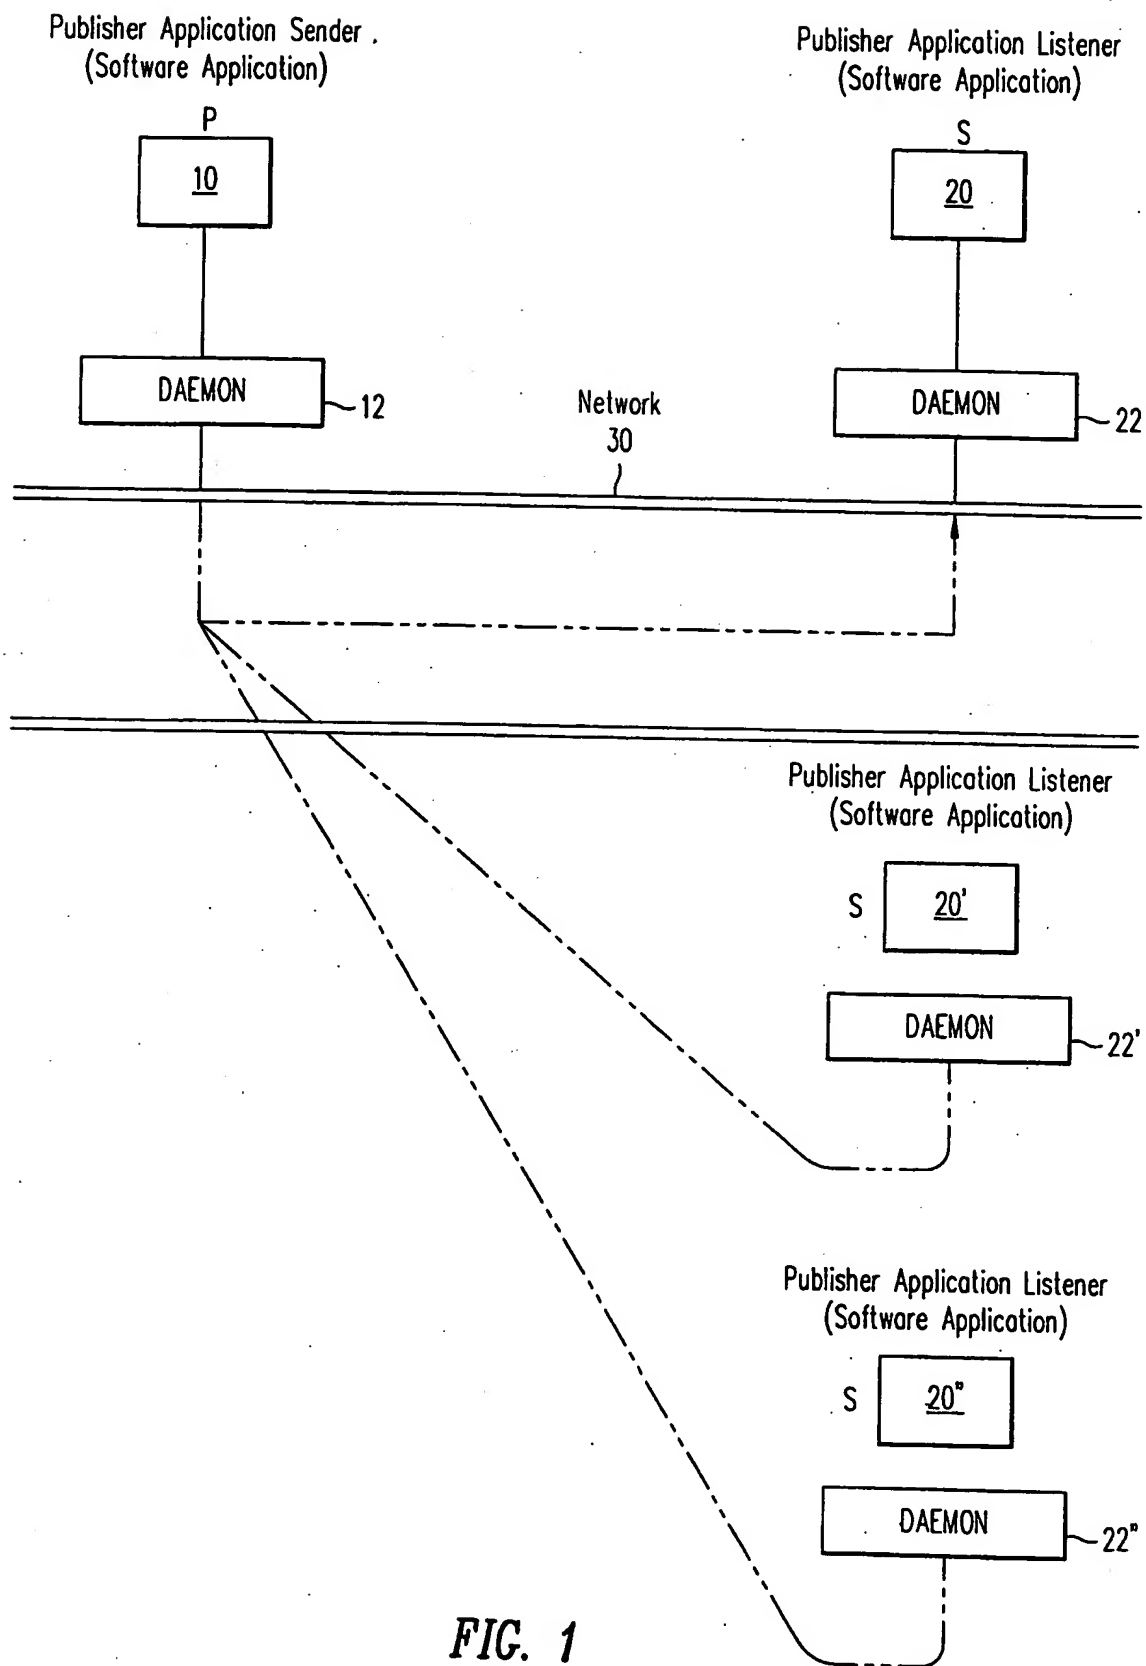 Publisher Application Sender
(Software Application)
P
10
DAEMON
12
Publisher Application Listener
(Software Application)
S
20
DAEMON
22
Network
30
Publisher Application Listener
(Software Application)
S
20'
DAEMON
22'
Publisher Application Listener
(Software Application)
S
20"
DAEMON
22"
FIG. 1